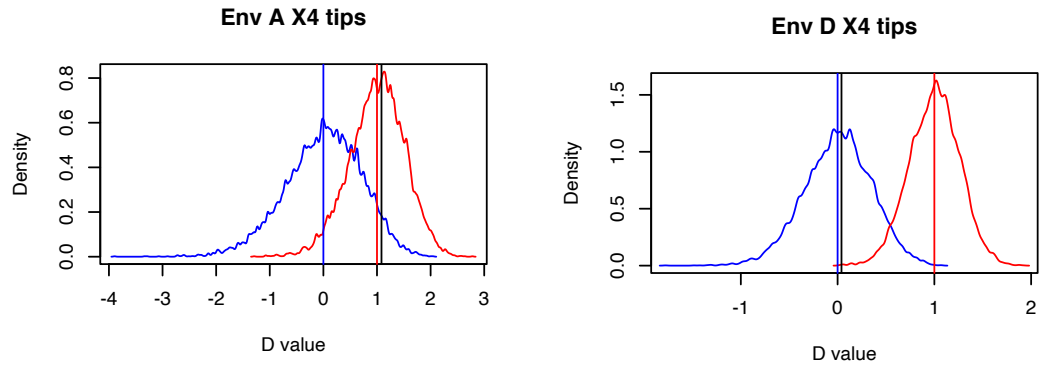 Env A X4 tips
Density
0.0 0.2 0.4 0.6 0.8
-4 -3 -2 -1 0 1 2 3
D value
Env D X4 tips
Density
0.0 0.5 1.0 1.5
-1 0 1 2
D value